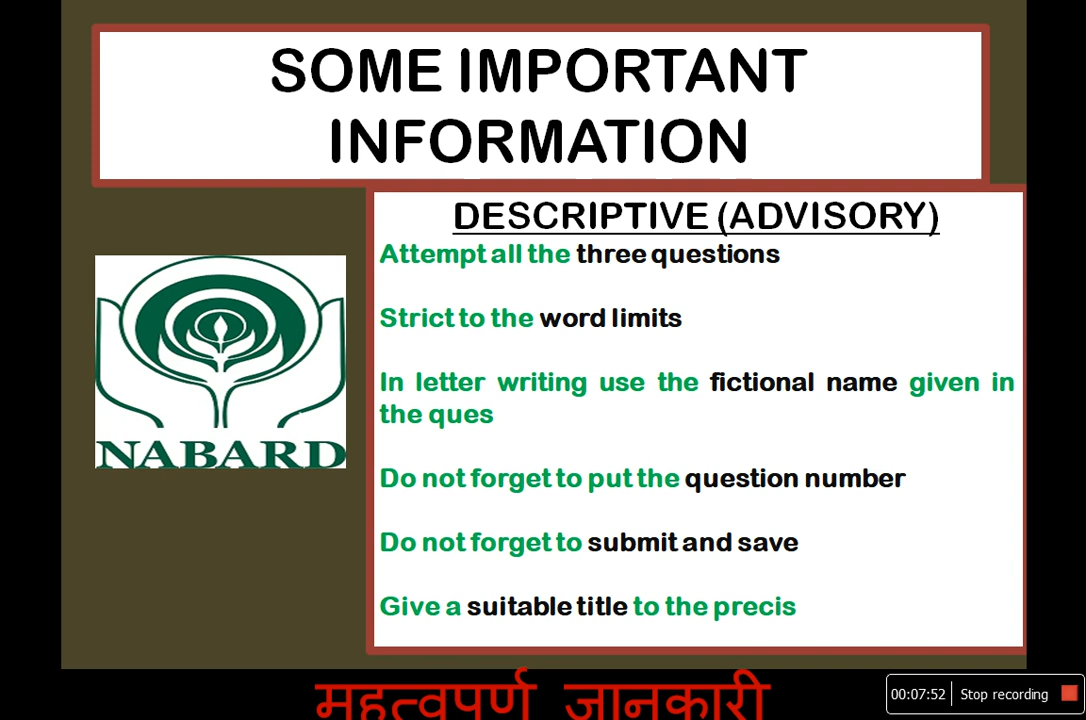 SOME IMPORTANT
INFORMATION
DESCRIPTIVE (ADVISORY)
Attempt all the three questions
Strict to the word limits
In letter writing use the fictional name given in
the ques
Do not forget to put the question number
Do not forget to submit and save
Give a suitable title to the precis
NABARD
महत्वपूर्ण जानकारी
00:07:52 Stop recording